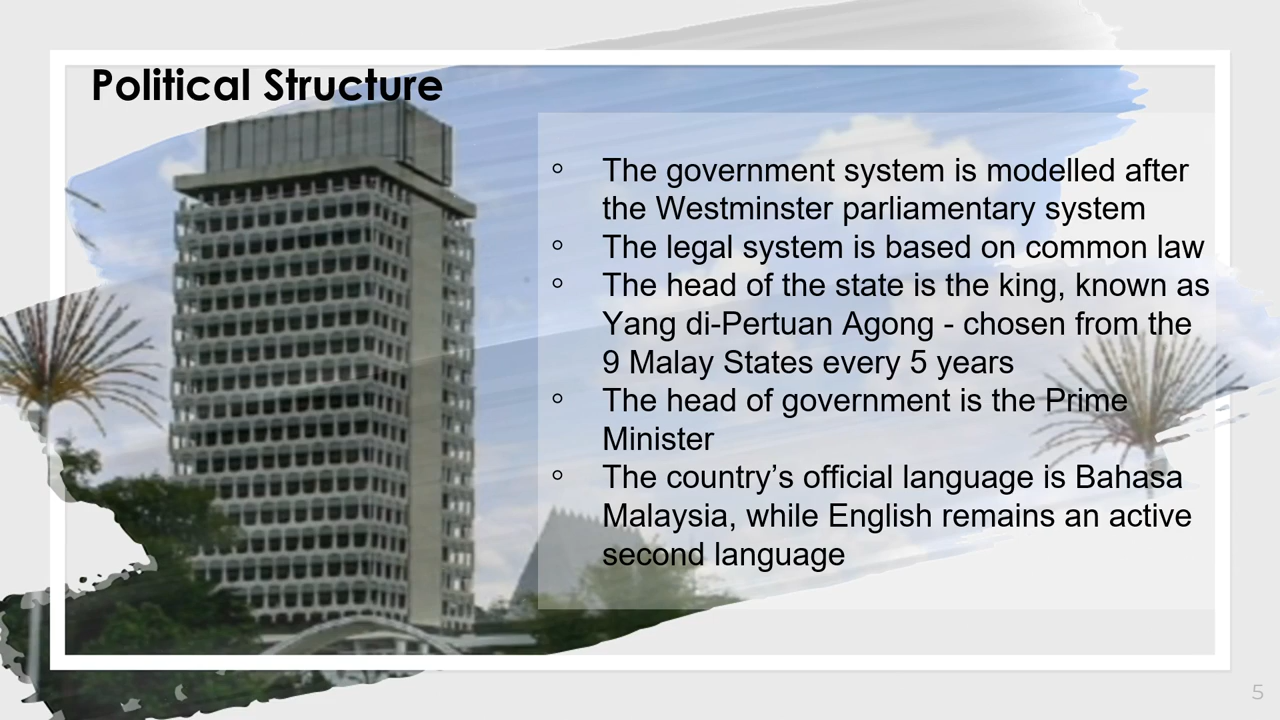 Political Structure
◦ The government system is modelled after
the Westminster parliamentary system
◦ The legal system is based on common law
◦ The head of the state is the king, known as
Yang di-Pertuan Agong - chosen from the
9 Malay States every 5 years
◦ The head of government is the Prime
Minister
◦ The country’s official language is Bahasa
Malaysia, while English remains an active
second language
5